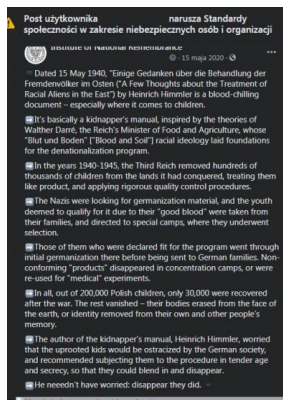 Post użytkownika narusza Standardy
społeczności w zakresie niebezpiecznych osób i organizacji
Institute of National Remembrance
15 maja 2020
Dated 15 May 1940, "Einige Gedanken über die Behandlung der
Fremdenvölker im Osten ("A Few Thoughts about the Treatment of
Racial Aliens in the East") by Heinrich Himmler is a blood-chilling
document – especially where it comes to children.
➡It's basically a kidnapper's manual, inspired by the theories of
Walther Darré, the Reich's Minister of Food and Agriculture, whose
"Blut und Boden" ["Blood and Soil"] racial ideology laid foundations
for the denationalization program.
➡In the years 1940-1945, the Third Reich removed hundreds of
thousands of children from the lands it had conquered, treating them
like product, and applying rigorous quality control procedures.
➡The Nazis were looking for germanization material, and the youth
deemed to qualify for it due to their "good blood" were taken from
their families, and directed to special camps, where they underwent
selection.
➡Those of them who were declared fit for the program went through
initial germanization there before being sent to German families. Non-
conforming "products" disappeared in concentration camps, or were
re-used for "medical" experiments.
➡In all, out of 200,000 Polish children, only 30,000 were recovered
after the war. The rest vanished – their bodies erased from the face of
the earth, or identity removed from their own and other people's
memory.
➡The author of the kidnapper's manual, Heinrich Himmler, worried
that the uprooted kids would be ostracized by the German society,
and recommended subjecting them to the procedure in tender age
and secrecy, so that they could blend in and disappear.
➡He neeedn't have worried: disappear they did.